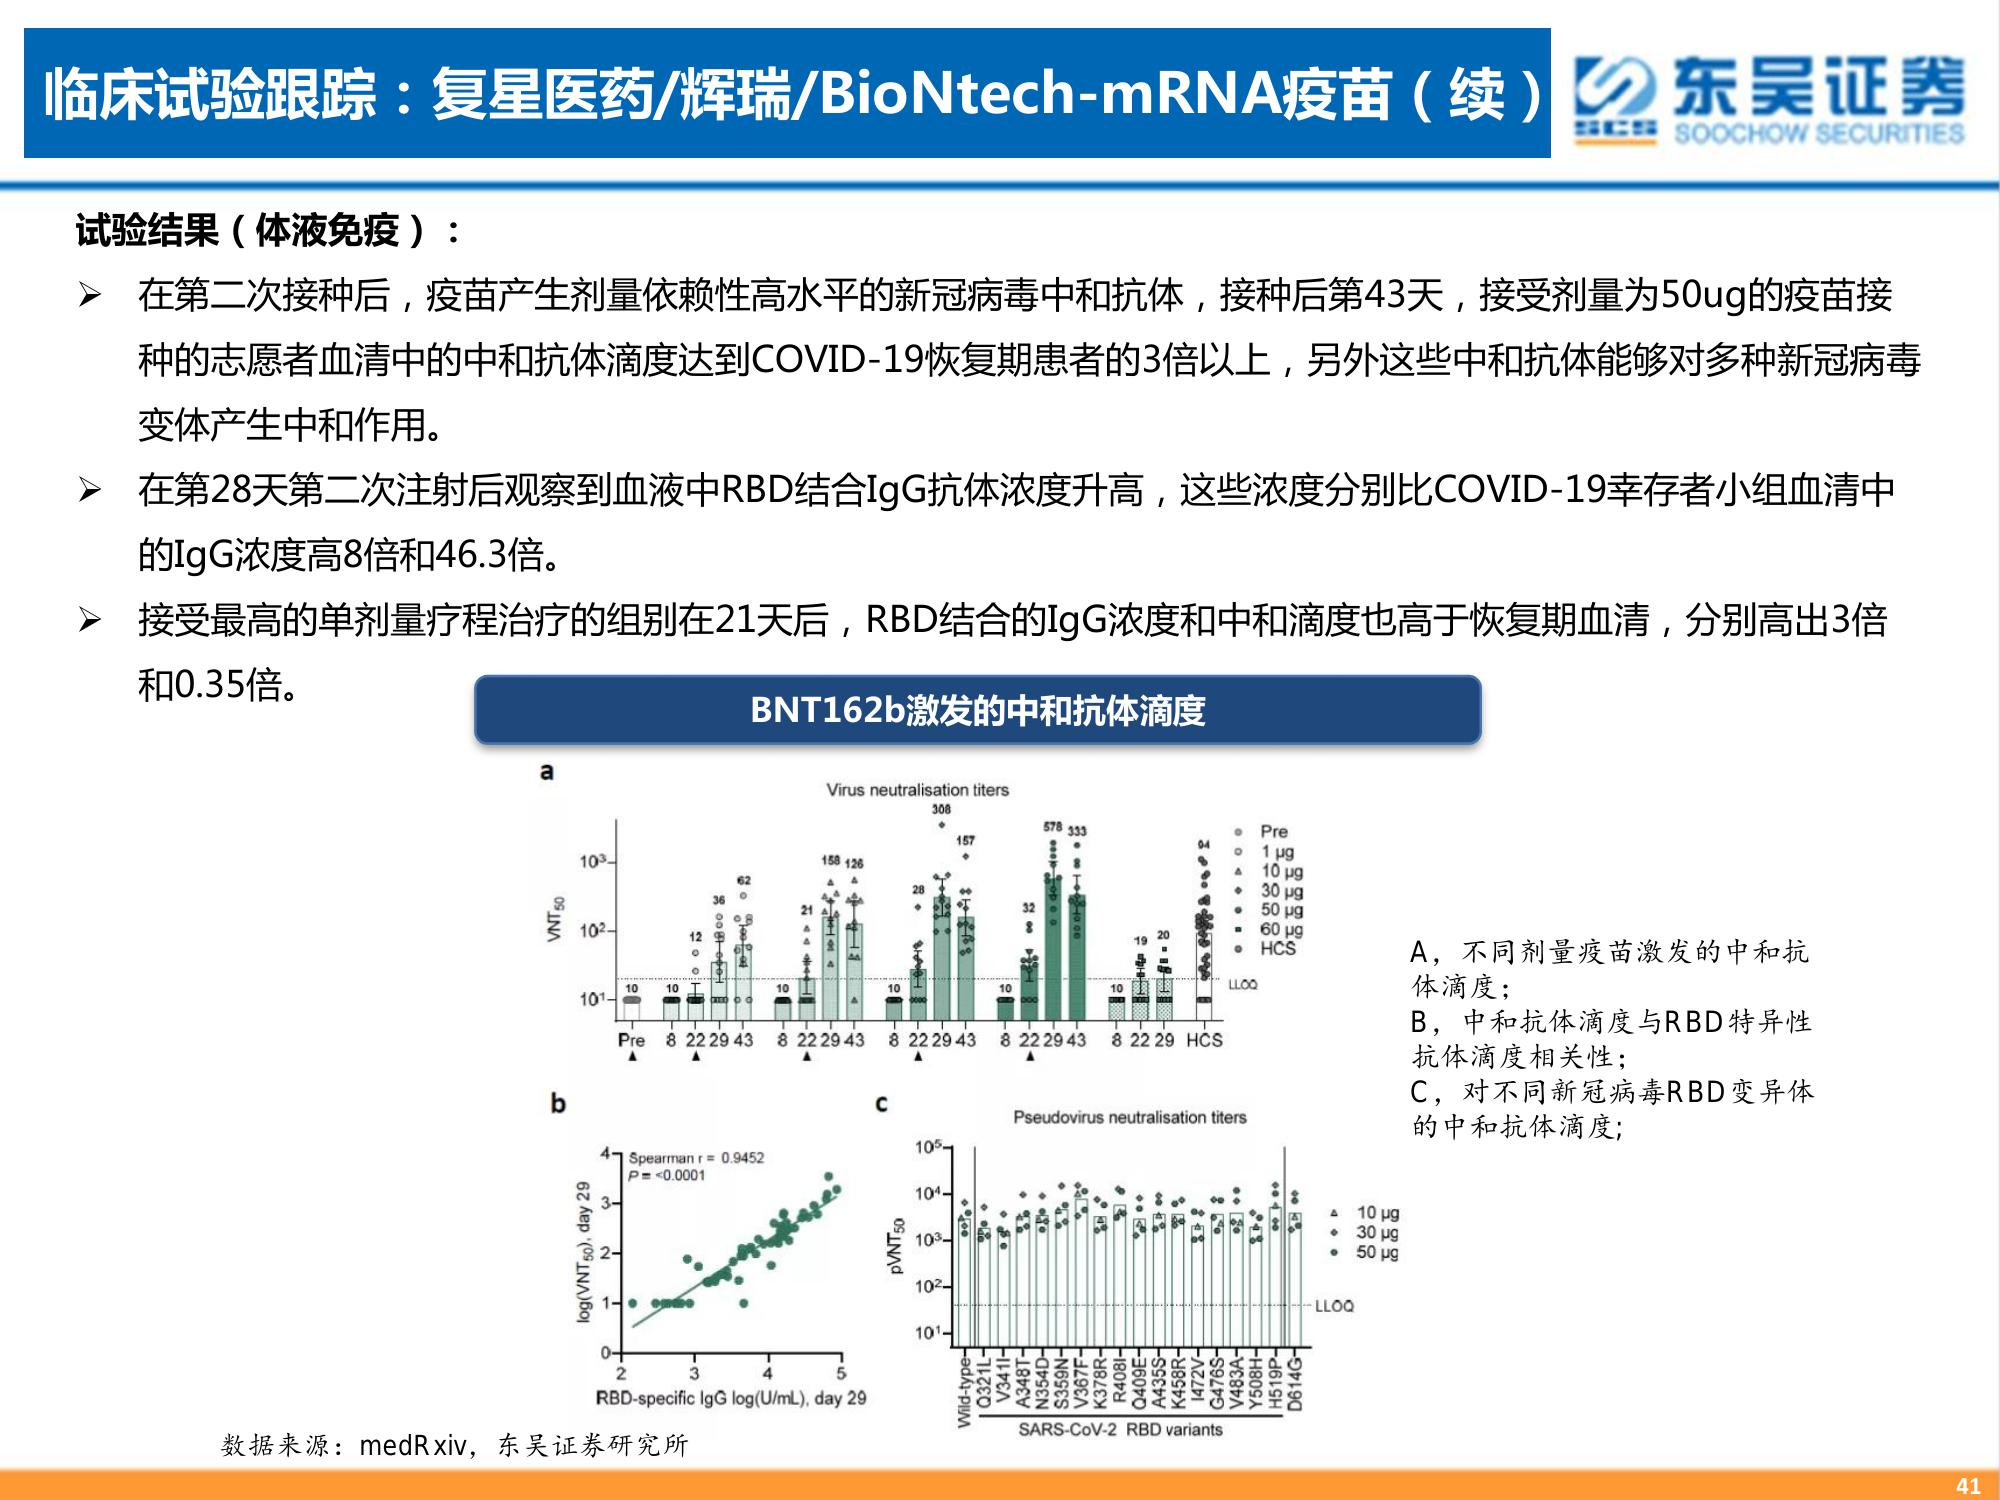 临床试验跟踪：复星医药/辉瑞/BioNtech-mRNA疫苗（续）
东吴证券
SCS
SOOCHOW SECURITIES
试验结果（体液免疫）：
➢ 在第二次接种后，疫苗产生剂量依赖性高水平的新冠病毒中和抗体，接种后第43天，接受剂量为50ug的疫苗接
种的志愿者血清中的中和抗体滴度达到COVID-19恢复期患者的3倍以上，另外这些中和抗体能够对多种新冠病毒
变体产生中和作用。
➢ 在第28天第二次注射后观察到血液中RBD结合IgG抗体浓度升高，这些浓度分别比COVID-19幸存者小组血清中
的IgG浓度高8倍和46.3倍。
➢ 接受最高的单剂量疗程治疗的组别在21天后，RBD结合的IgG浓度和中和滴度也高于恢复期血清，分别高出3倍
和0.35倍。
BNT162b激发的中和抗体滴度
a
Virus neutralisation titers
VNT50
10³
10²
10¹
10 10 12 36 62 10 21 158 126 10 28 308 157 10 32 578 333 10 19 20 94
LLOQ
Pre 8 22 29 43 8 22 29 43 8 22 29 43 8 22 29 43 8 22 29 HCS
Pre
1 µg
10 µg
30 µg
50 µg
60 µg
HCS
A，不同剂量疫苗激发的中和抗
体滴度；
B，中和抗体滴度与RBD特异性
抗体滴度相关性；
C，对不同新冠病毒RBD变异体
的中和抗体滴度;
b
Spearman r = 0.9452
P = <0.0001
log(VNT50), day 29
4
3
2
1
0
2 3 4 5
RBD-specific IgG log(U/mL), day 29
c
Pseudovirus neutralisation titers
pVNT50
10⁵
10⁴
10³
10²
10¹
LLOQ
10 µg
30 µg
50 µg
Wild-type Q321L V341I A348T N354D S359N V367F K378R R408I Q409E A435S K458R I472V G476S V483A Y508H H519P D614G
SARS-CoV-2 RBD variants
数据来源：medRxiv，东吴证券研究所
41